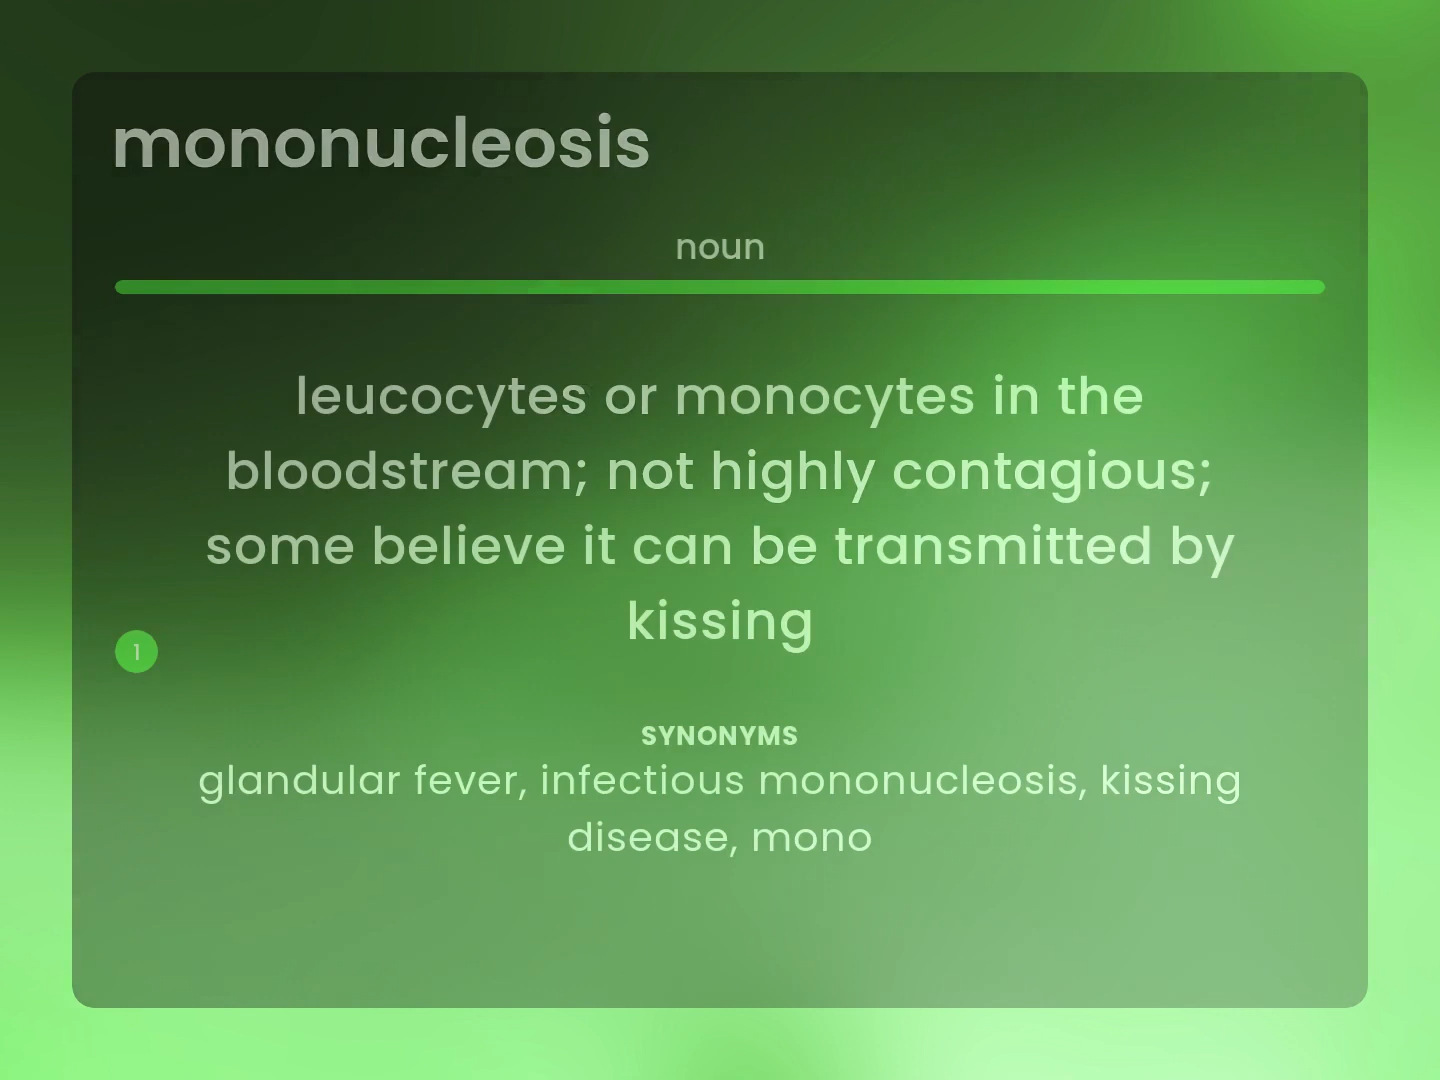 mononucleosis
noun
leucocytes or monocytes in the
bloodstream; not highly contagious;
some believe it can be transmitted by
kissing
1
SYNONYMS
glandular fever, infectious mononucleosis, kissing
disease, mono